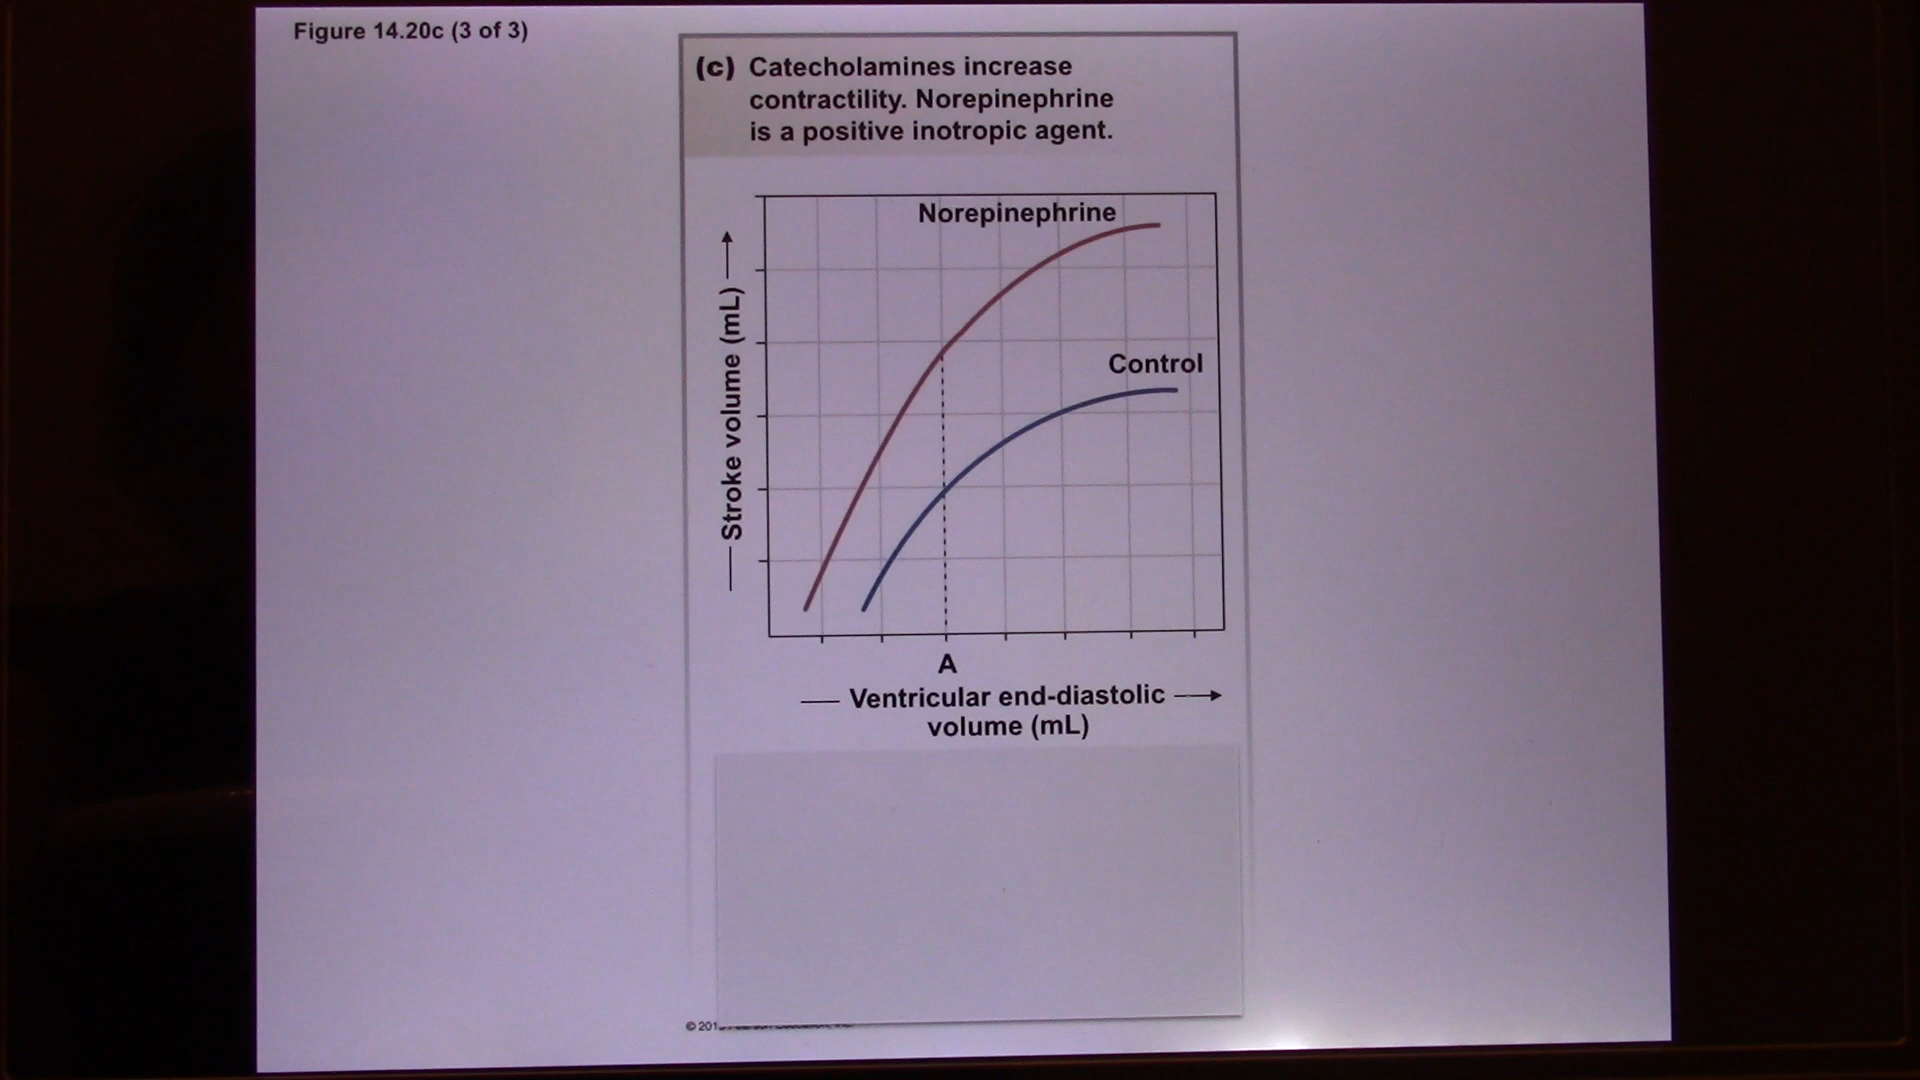 Figure 14.20c (3 of 3)
(c) Catecholamines increase
contractility. Norepinephrine
is a positive inotropic agent.
Norepinephrine
Control
Stroke volume (mL)
A
Ventricular end-diastolic
volume (mL)
©